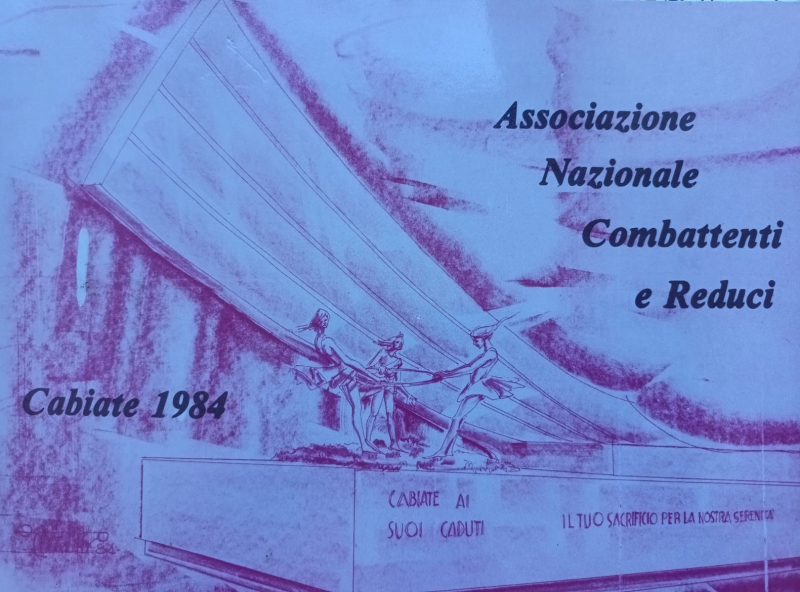 Associazione
Nazionale
Combattenti
e Reduci
Cabiate 1984
CABIATE AI
SUOI CADUTI
IL TUO SACRIFICIO PER LA NOSTRA SERENITA'